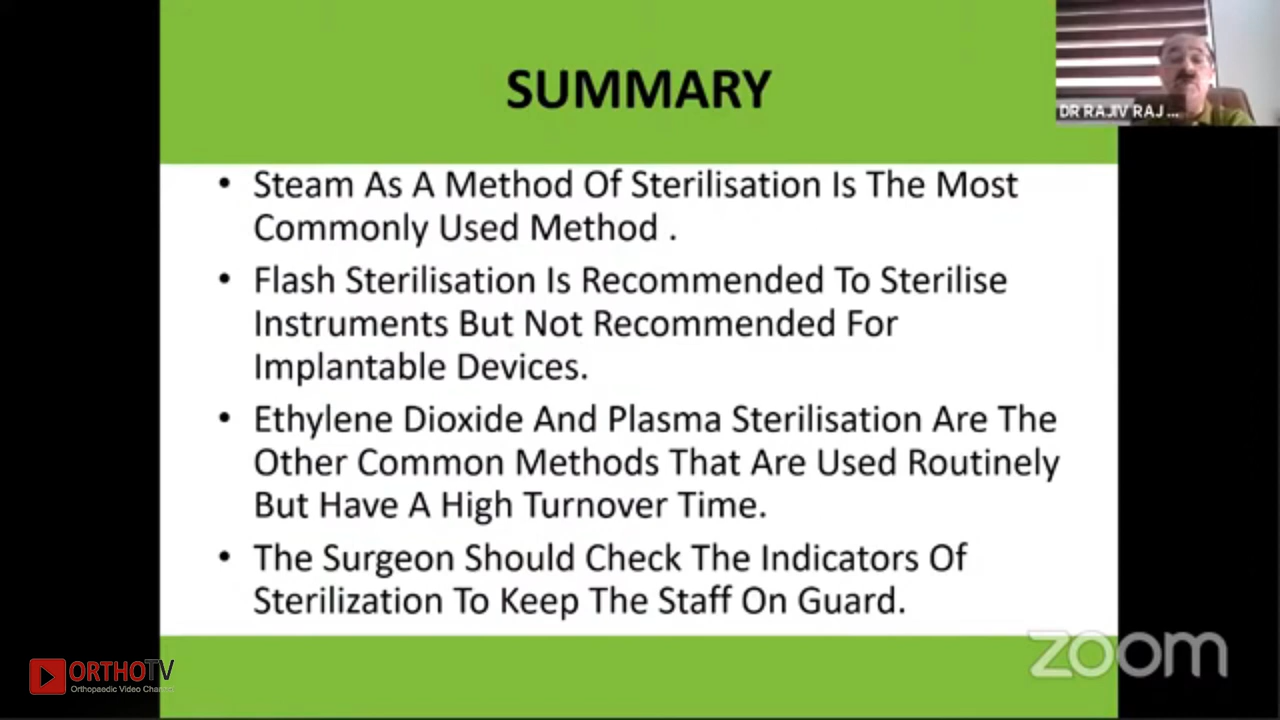 SUMMARY
DR RAJIV RAJ ...
• Steam As A Method Of Sterilisation Is The Most
Commonly Used Method .
• Flash Sterilisation Is Recommended To Sterilise
Instruments But Not Recommended For
Implantable Devices.
• Ethylene Dioxide And Plasma Sterilisation Are The
Other Common Methods That Are Used Routinely
But Have A High Turnover Time.
• The Surgeon Should Check The Indicators Of
Sterilization To Keep The Staff On Guard.
ORTHOTV
Orthopaedic Video Channel
zoom